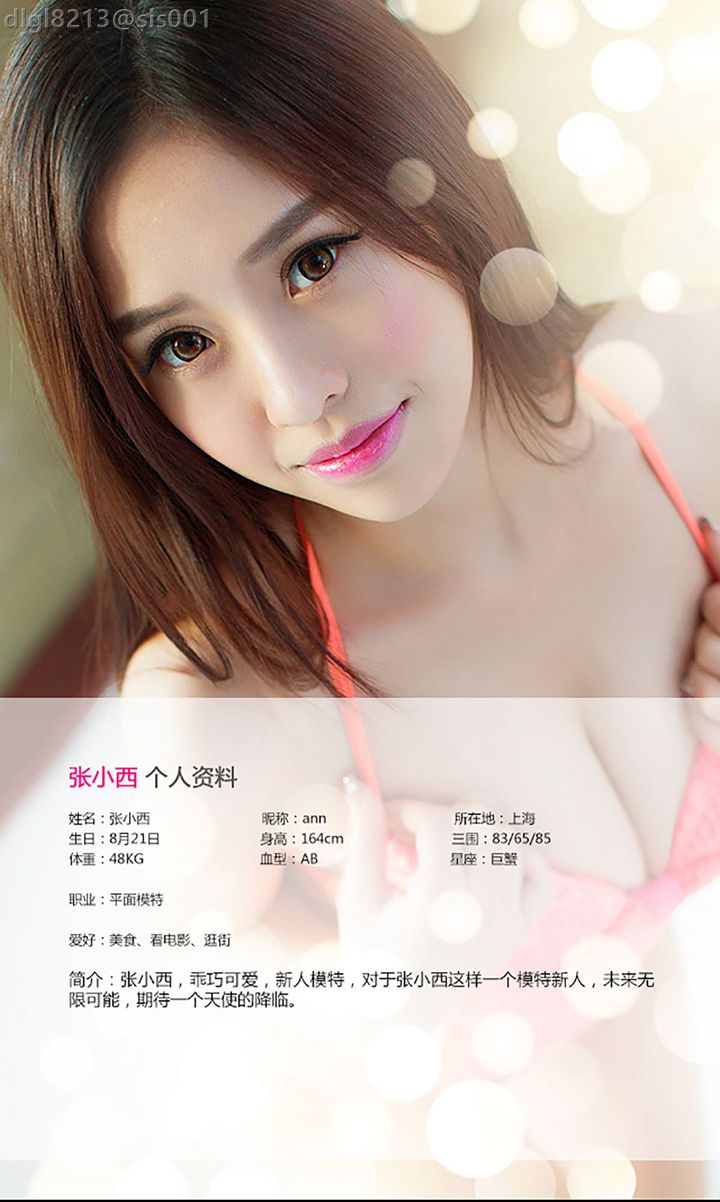 dlgl8213@sis001
张小西 个人资料
姓名：张小西 昵称：ann 所在地：上海
生日：8月21日 身高：164cm 三围：83/65/85
体重：48KG 血型：AB 星座：巨蟹
职业：平面模特
爱好：美食、看电影、逛街
简介：张小西，乖巧可爱，新人模特，对于张小西这样一个模特新人，未来无
限可能，期待一个天使的降临。